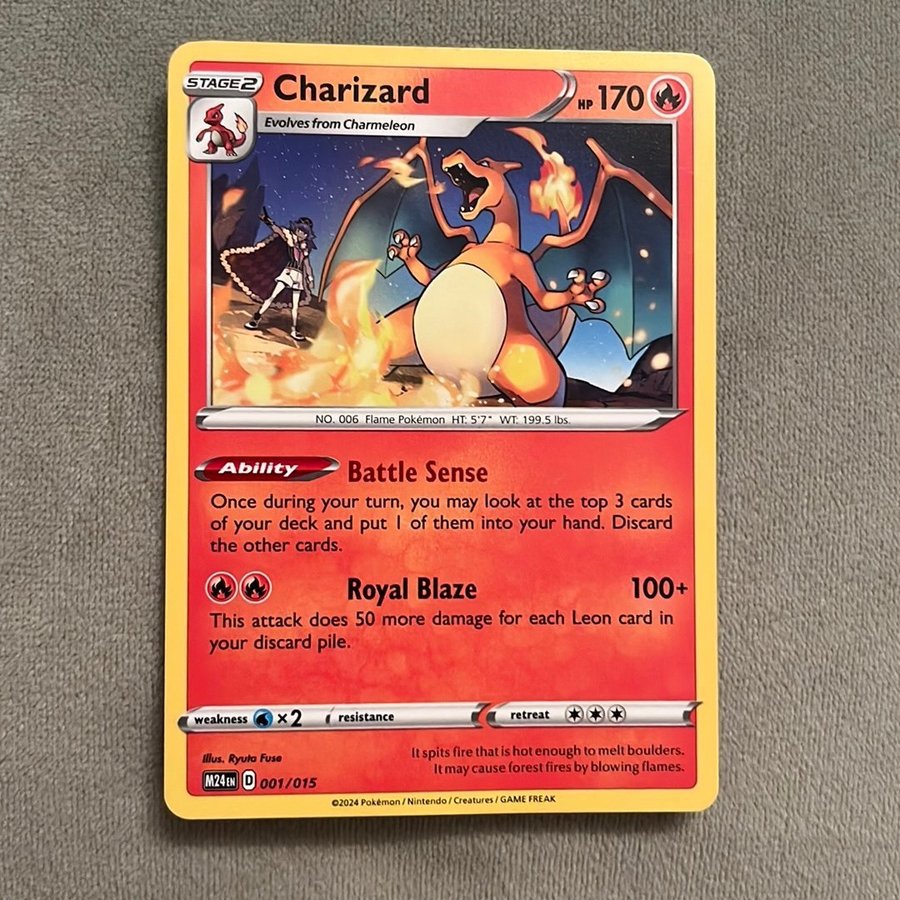 STAGE2 Charizard HP 170
Evolves from Charmeleon
NO. 006 Flame Pokémon HT: 5'7" WT: 199.5 lbs.
Ability Battle Sense
Once during your turn, you may look at the top 3 cards
of your deck and put 1 of them into your hand. Discard
the other cards.
Royal Blaze 100+
This attack does 50 more damage for each Leon card in
your discard pile.
weakness ×2 resistance retreat
Illus. Ryuta Fuse
It spits fire that is hot enough to melt boulders.
It may cause forest fires by blowing flames.
M24 EN D 001/015
©2024 Pokémon / Nintendo / Creatures / GAME FREAK